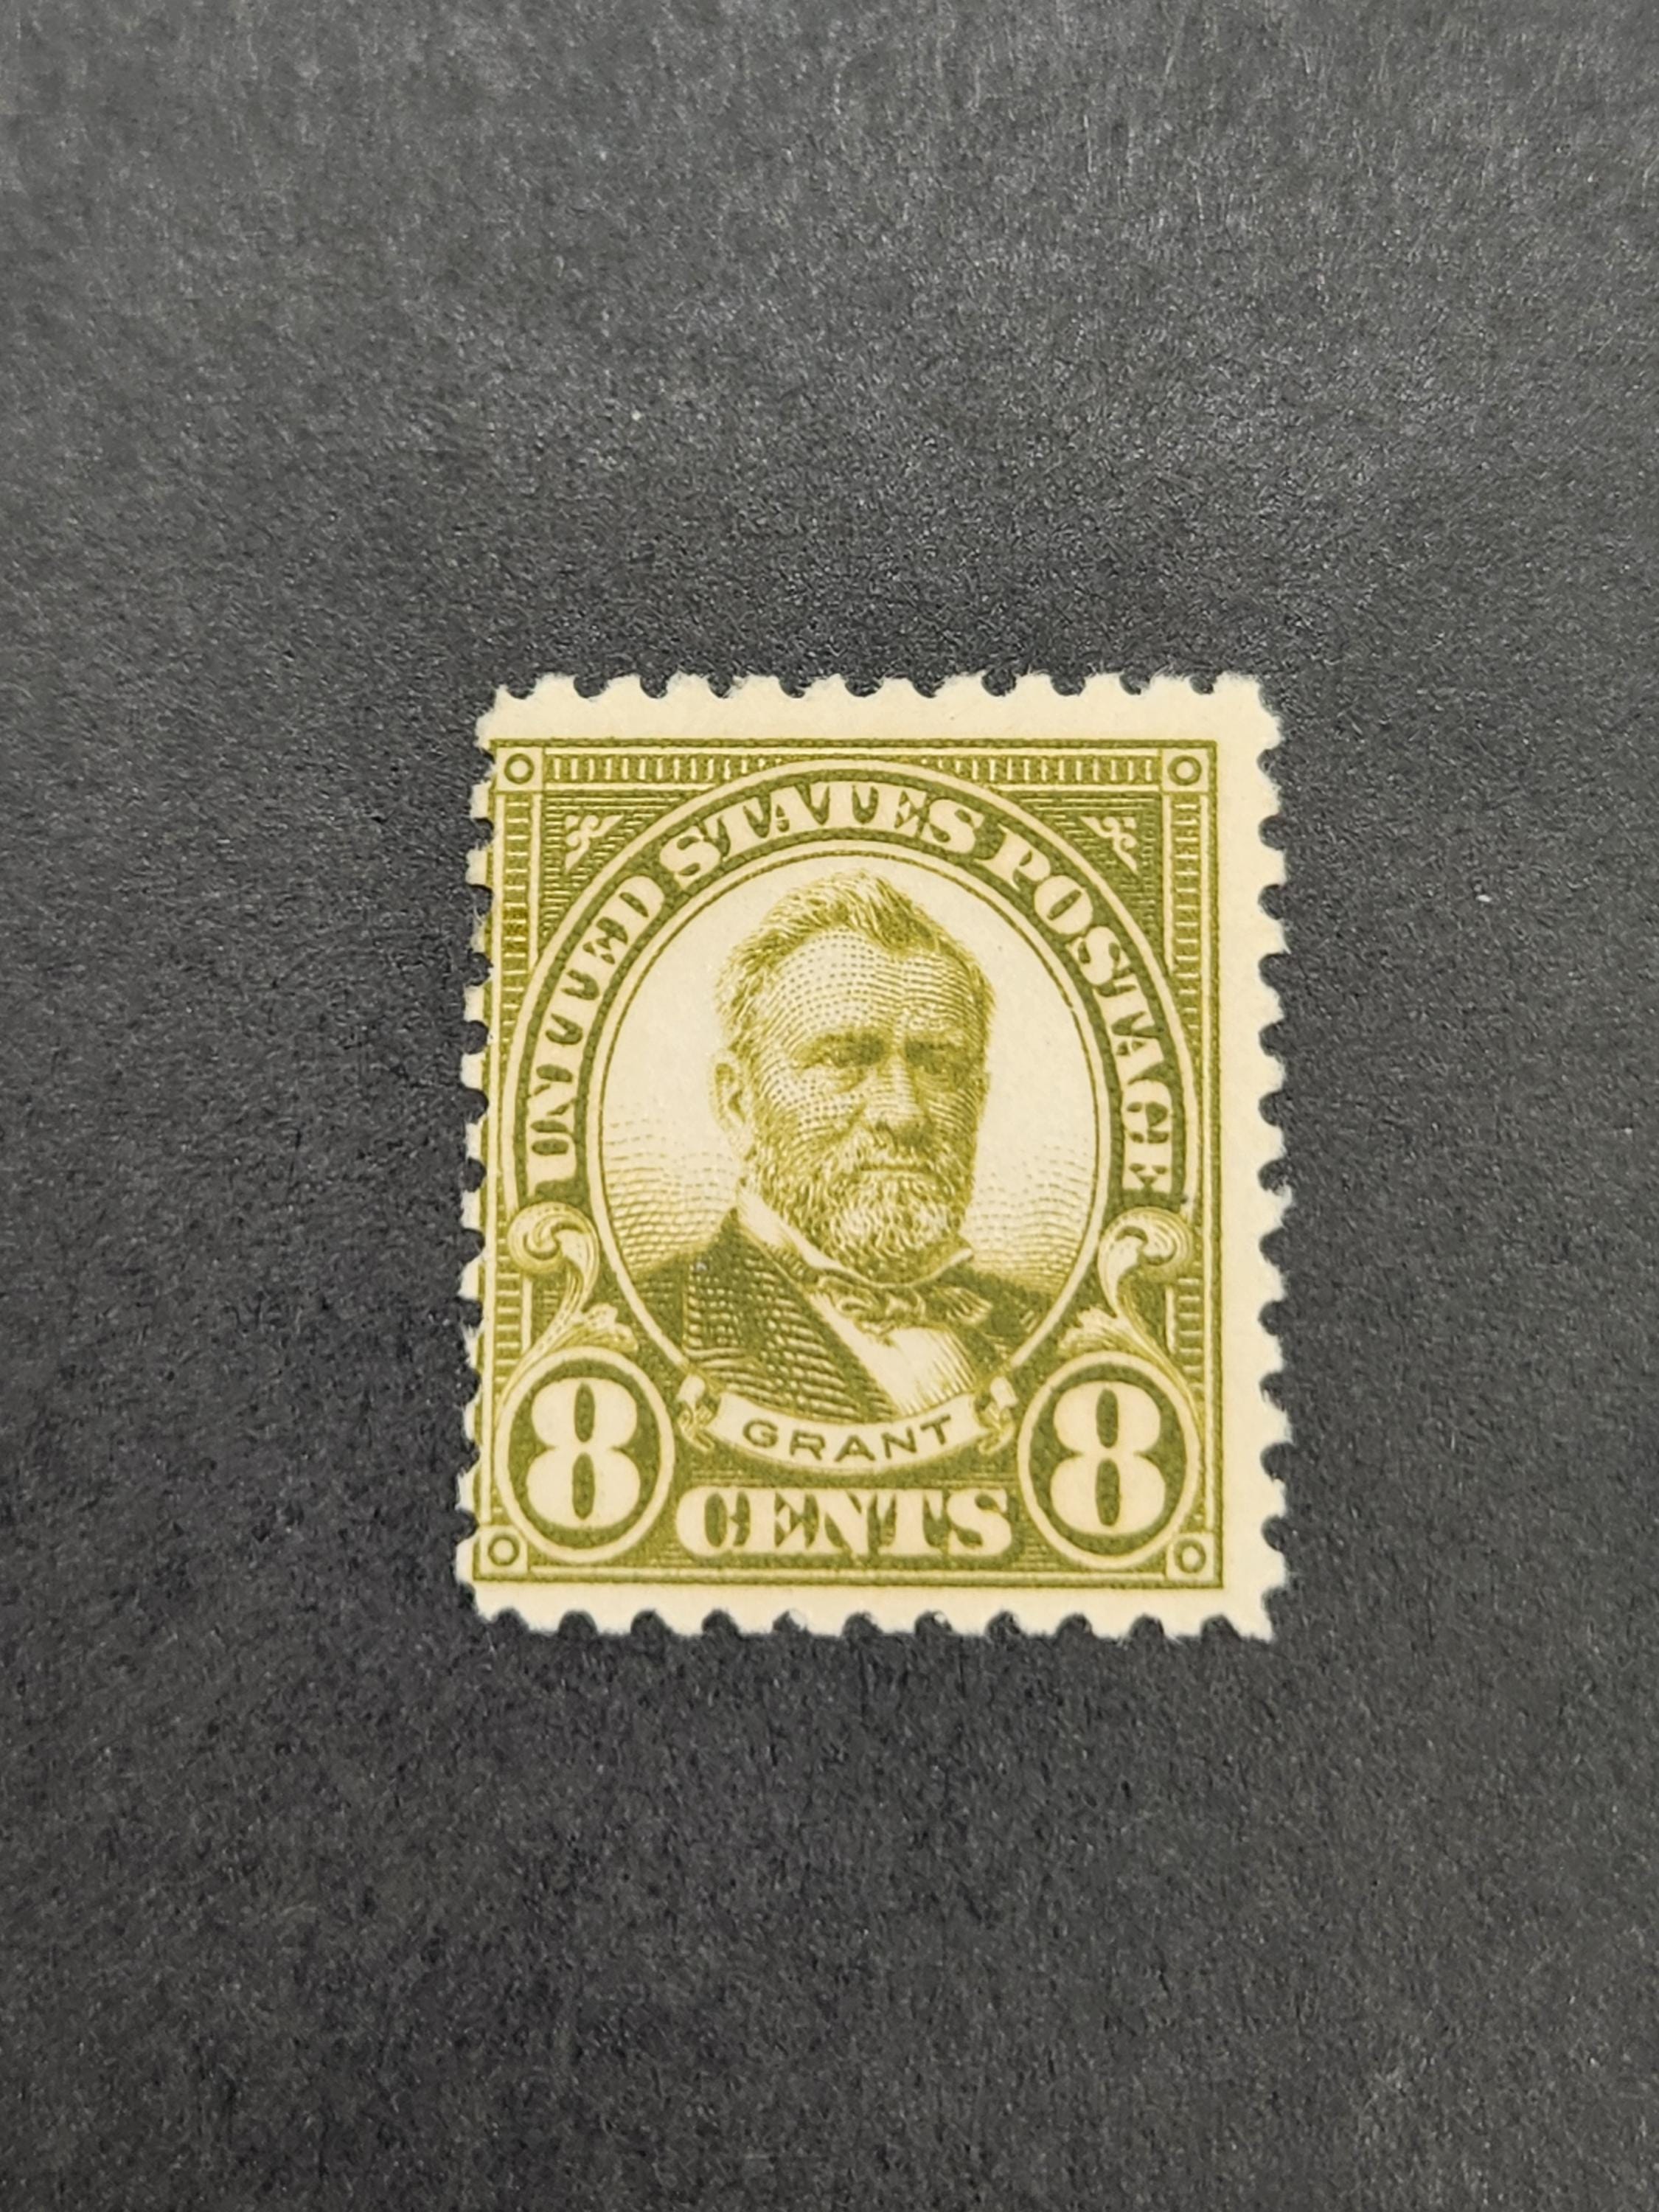 UNITED STATES POSTAGE
GRANT
8 CENTS 8